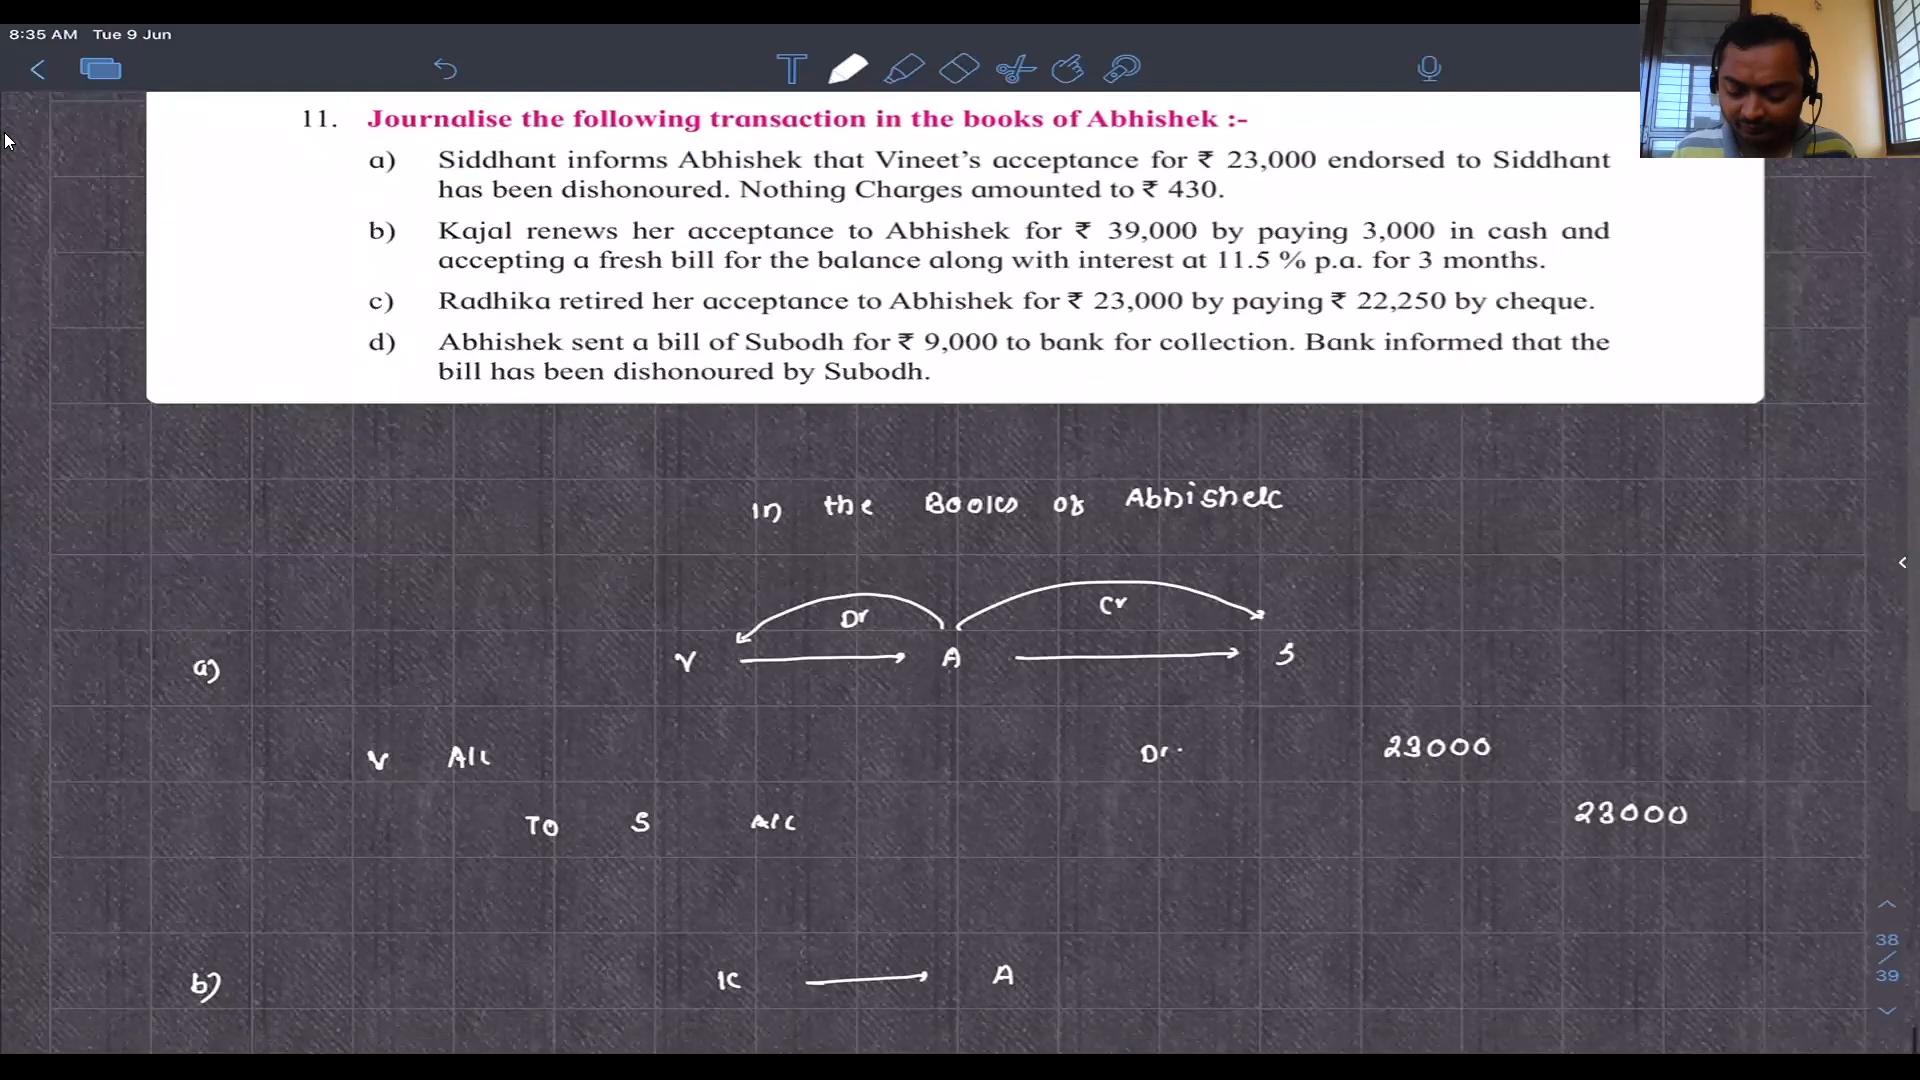 8:35 AM Tue 9 Jun
11. Journalise the following transaction in the books of Abhishek :-
a) Siddhant informs Abhishek that Vineet's acceptance for ₹ 23,000 endorsed to Siddhant
has been dishonoured. Nothing Charges amounted to ₹ 430.
b) Kajal renews her acceptance to Abhishek for ₹ 39,000 by paying 3,000 in cash and
accepting a fresh bill for the balance along with interest at 11.5 % p.a. for 3 months.
c) Radhika retired her acceptance to Abhishek for ₹ 23,000 by paying ₹ 22,250 by cheque.
d) Abhishek sent a bill of Subodh for ₹ 9,000 to bank for collection. Bank informed that the
bill has been dishonoured by Subodh.
In the Books of Abhishek
Dr Cr
a) V A S
V A/C Dr. 23000
TO S A/C 23000
b) K A
38
39